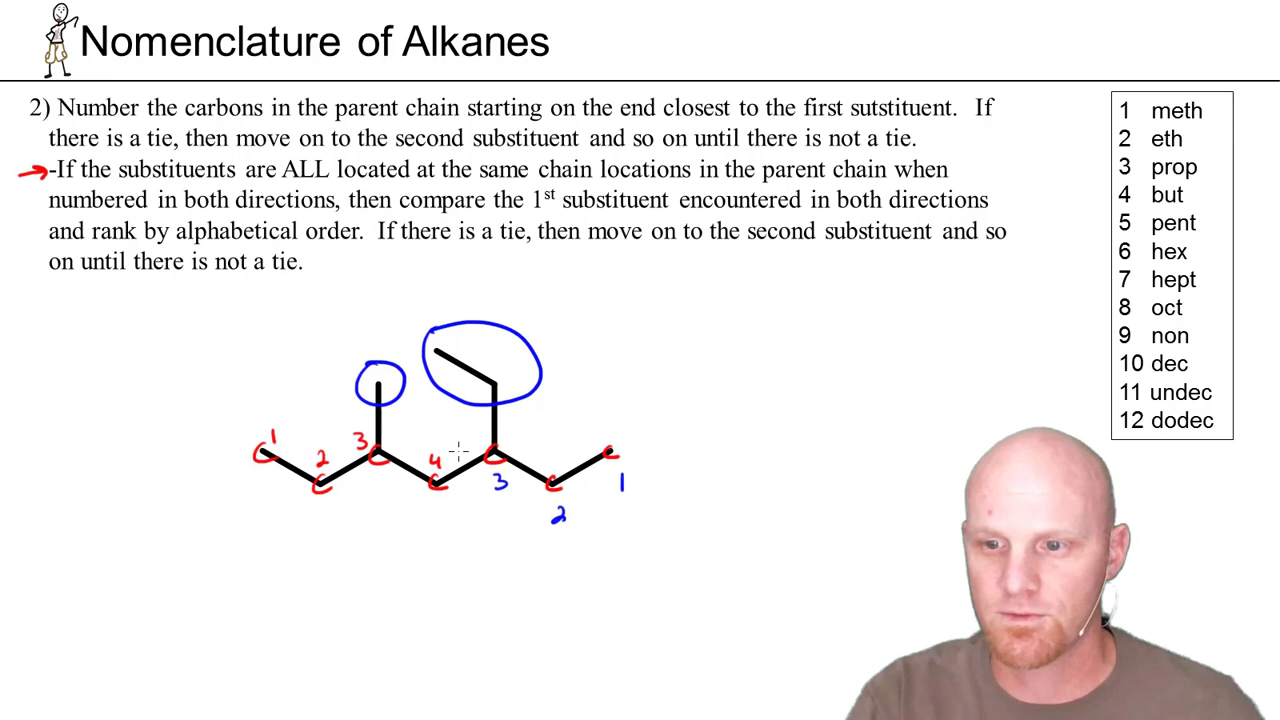 Nomenclature of Alkanes
2) Number the carbons in the parent chain starting on the end closest to the first sutstituent. If
there is a tie, then move on to the second substituent and so on until there is not a tie.
-If the substituents are ALL located at the same chain locations in the parent chain when
numbered in both directions, then compare the 1st substituent encountered in both directions
and rank by alphabetical order. If there is a tie, then move on to the second substituent and so
on until there is not a tie.
1 meth
2 eth
3 prop
4 but
5 pent
6 hex
7 hept
8 oct
9 non
10 dec
11 undec
12 dodec
1 2 3 4
3 2 1